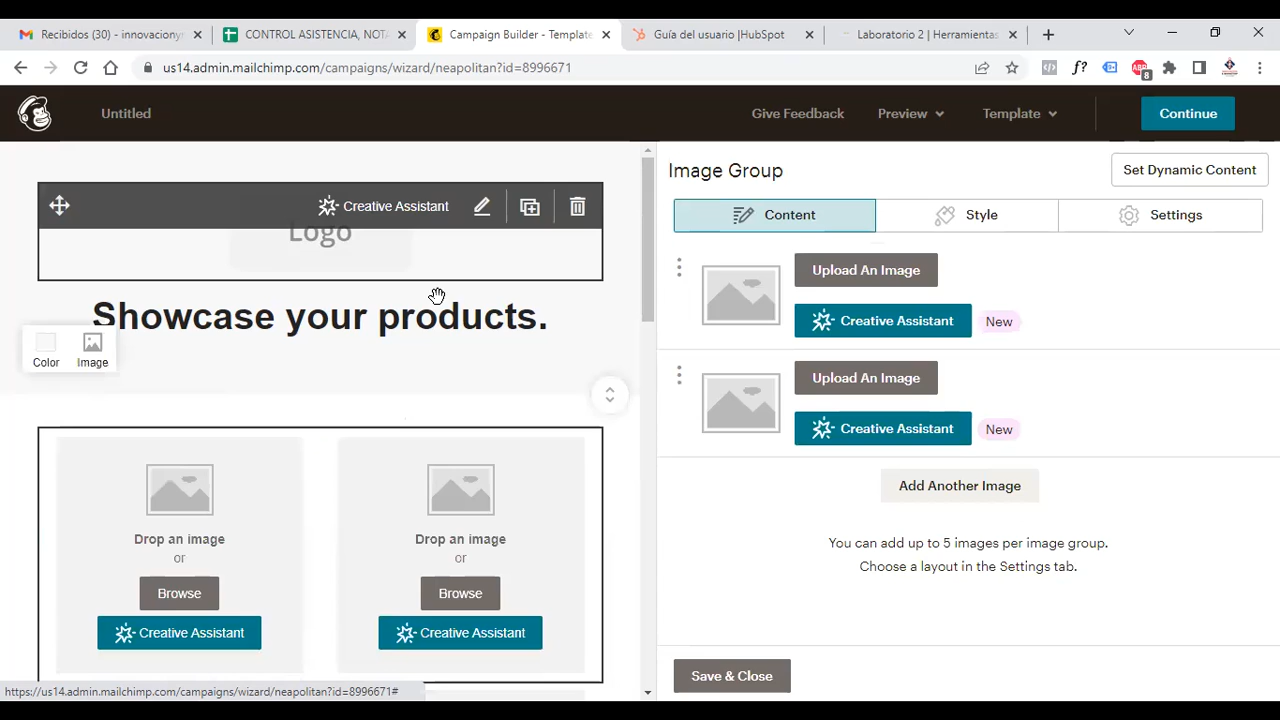 Recibidos (30) - innovacionyn
CONTROL ASISTENCIA, NOTA
Campaign Builder - Template
Guía del usuario |HubSpot
Laboratorio 2 | Herramientas
us14.admin.mailchimp.com/campaigns/wizard/neapolitan?id=8996671
f?
ABP
8
Untitled
Give Feedback
Preview
Template
Continue
Creative Assistant
Logo
Showcase your products.
Color
Image
Drop an image
or
Browse
Creative Assistant
Drop an image
or
Browse
Creative Assistant
https://us14.admin.mailchimp.com/campaigns/wizard/neapolitan?id=8996671#
Image Group
Set Dynamic Content
Content
Style
Settings
Upload An Image
Creative Assistant
New
Upload An Image
Creative Assistant
New
Add Another Image
You can add up to 5 images per image group.
Choose a layout in the Settings tab.
Save & Close